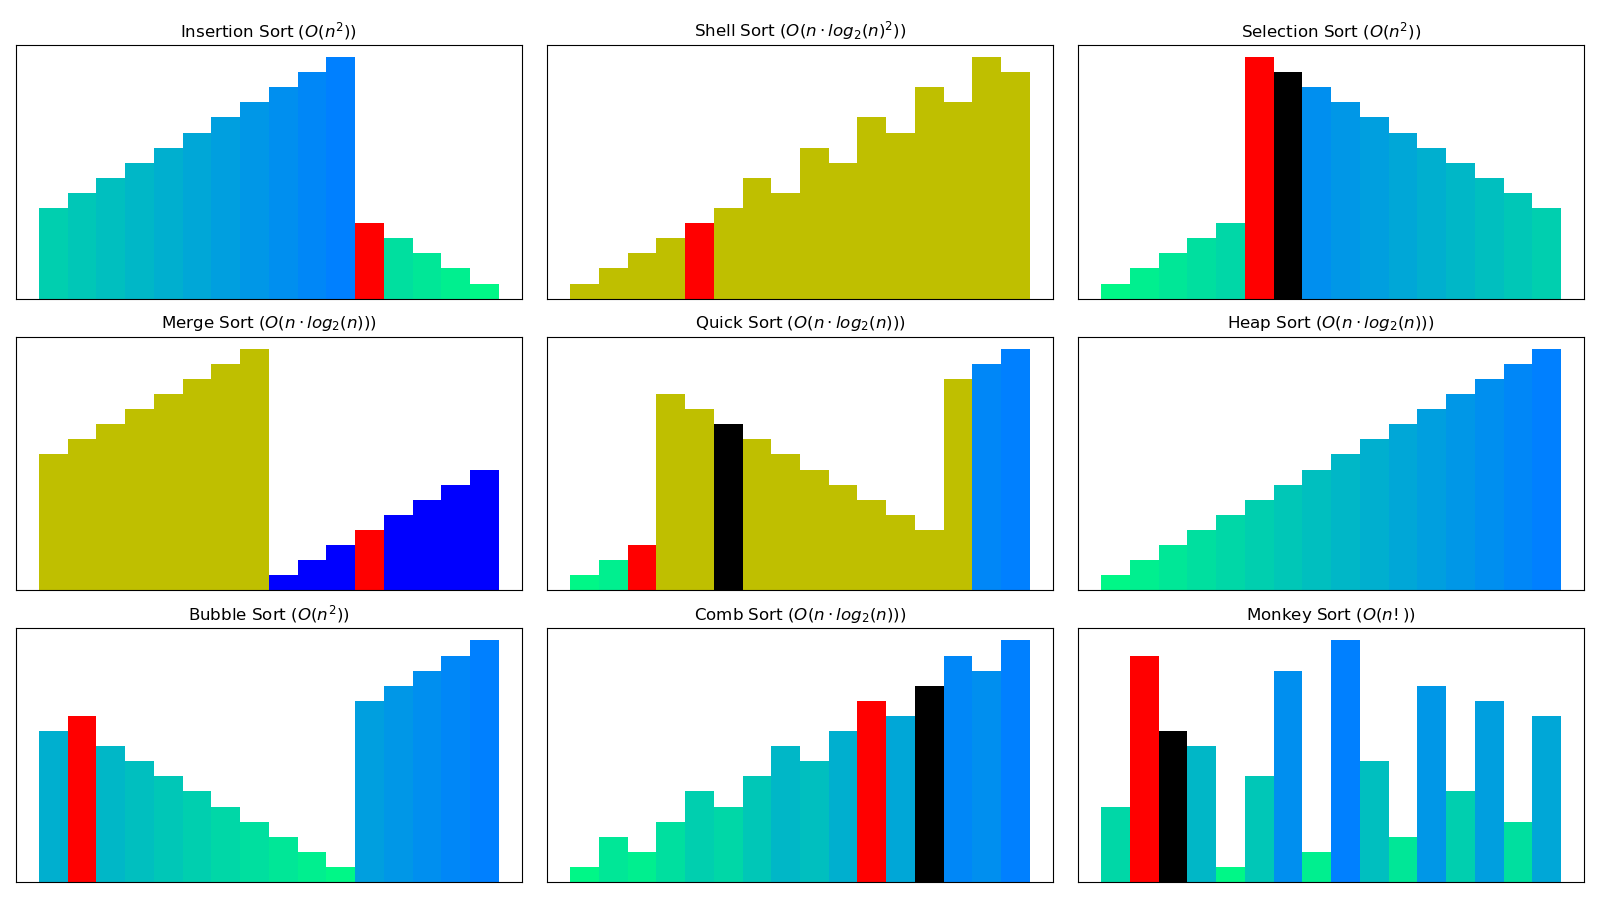 Insertion Sort (O(n²))
Shell Sort (O(n · log₂(n)²))
Selection Sort (O(n²))
Merge Sort (O(n · log₂(n)))
Quick Sort (O(n · log₂(n)))
Heap Sort (O(n · log₂(n)))
Bubble Sort (O(n²))
Comb Sort (O(n · log₂(n)))
Monkey Sort (O(n!))